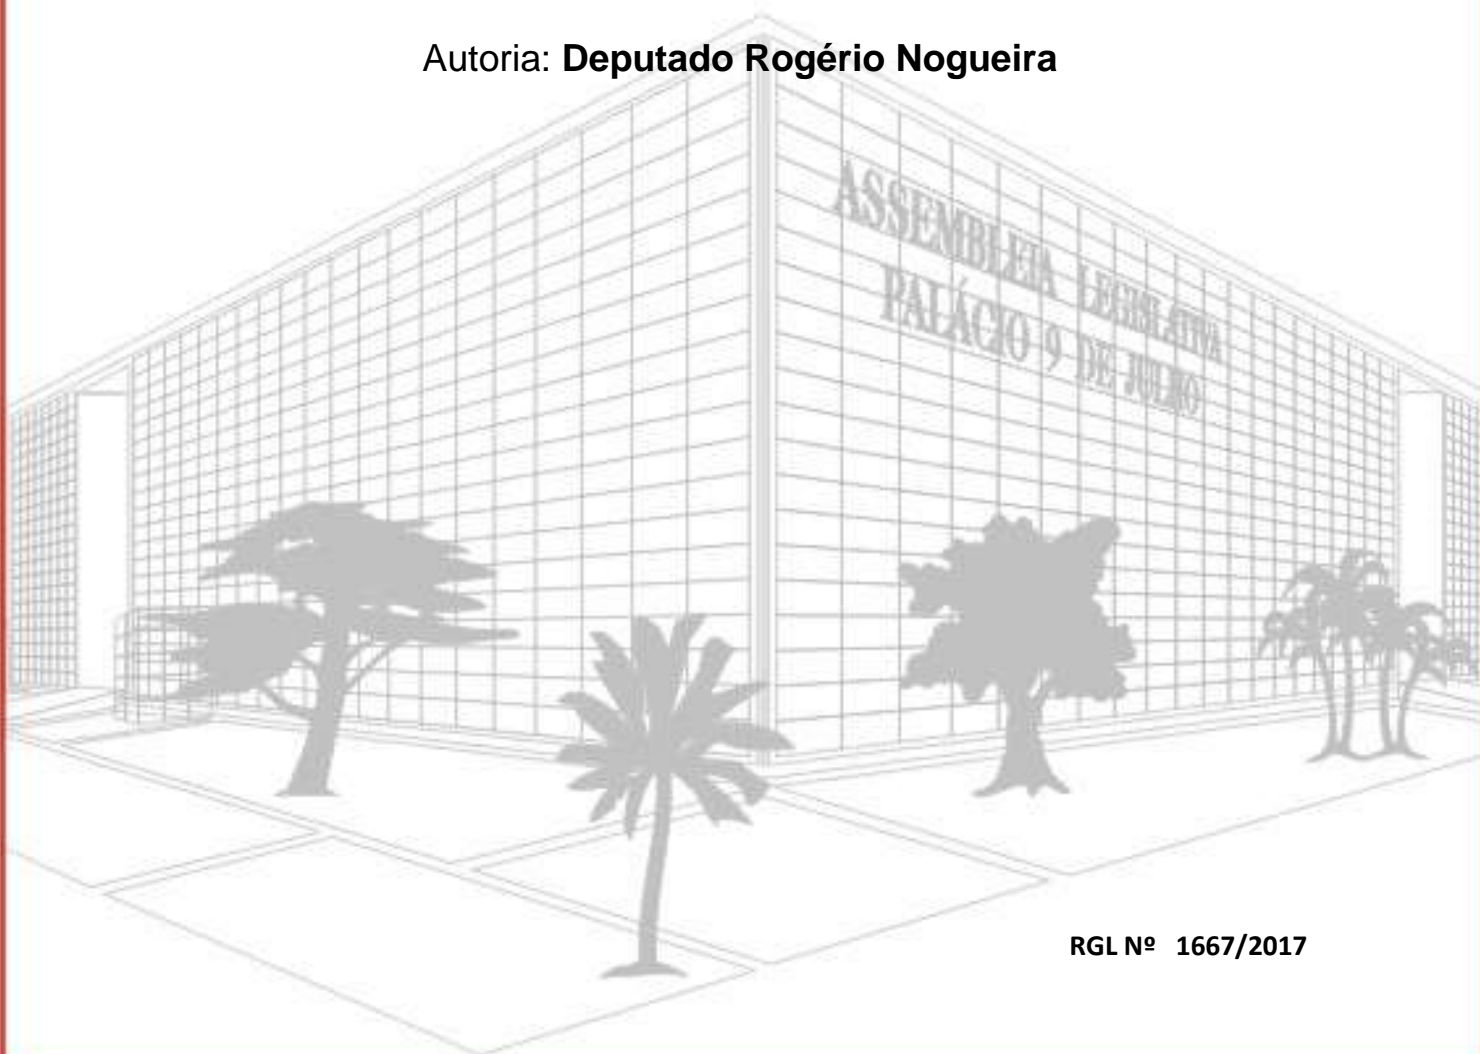 Autoria: Deputado Rogério Nogueira
ASSEMBLEIA LEGISLATIVA
PALÁCIO 9 DE JULHO
RGL Nº 1667/2017